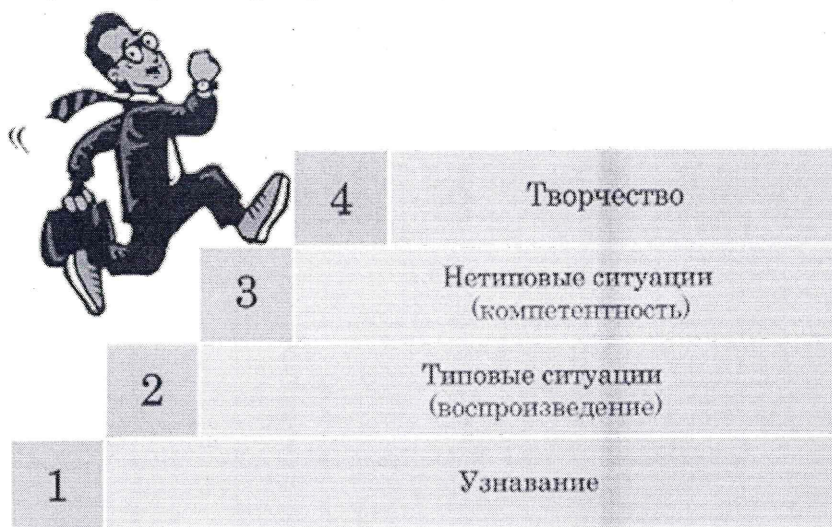 4 Творчество
3 Нетиповые ситуации
(компетентность)
2 Типовые ситуации
(воспроизведение)
1 Узнавание